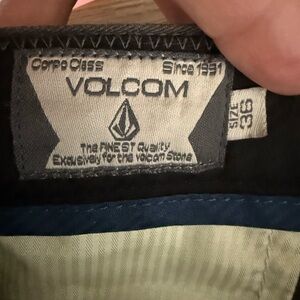 Corpo Class Since 1991
VOLCOM
The FINEST Quality
Exclusively for the Volcom Stone
SIZE 36